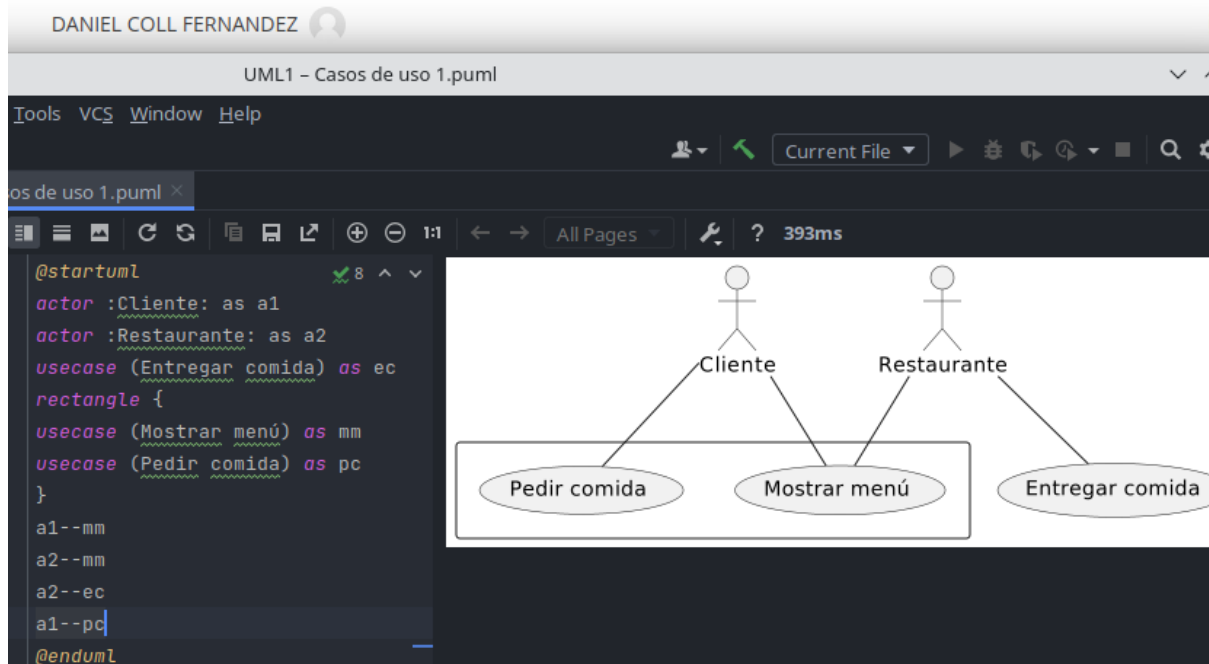 DANIEL COLL FERNANDEZ
UML1 – Casos de uso 1.puml
Tools VCS Window Help
Current File
os de uso 1.puml
1:1 All Pages ? 393ms
@startuml 8
actor :Cliente: as a1
actor :Restaurante: as a2
usecase (Entregar comida) as ec
rectangle {
usecase (Mostrar menú) as mm
usecase (Pedir comida) as pc
}
a1--mm
a2--mm
a2--ec
a1--pc
@enduml
Cliente Restaurante
Pedir comida Mostrar menú Entregar comida